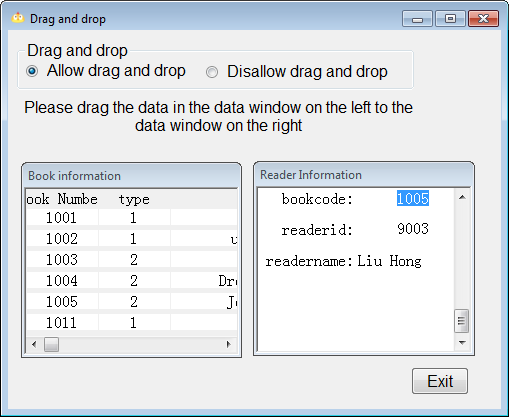 Drag and drop
Drag and drop
Allow drag and drop Disallow drag and drop
Please drag the data in the data window on the left to the
data window on the right
Book information
ook Numbe type
1001 1
1002 1 u
1003 2
1004 2 Dr
1005 2 J
1011 1
Reader Information
bookcode: 1005
readerid: 9003
readername: Liu Hong
Exit